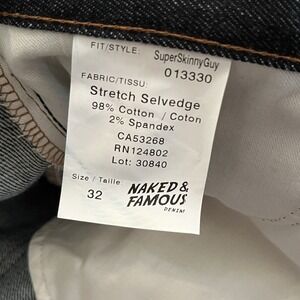 FIT/STYLE: SuperSkinnyGuy
013330
FABRIC/TISSU:
Stretch Selvedge
98% Cotton / Coton
2% Spandex
CA53268
RN124802
Lot: 30840
Size / Taille:
32
NAKED &
FAMOUS
DENIM